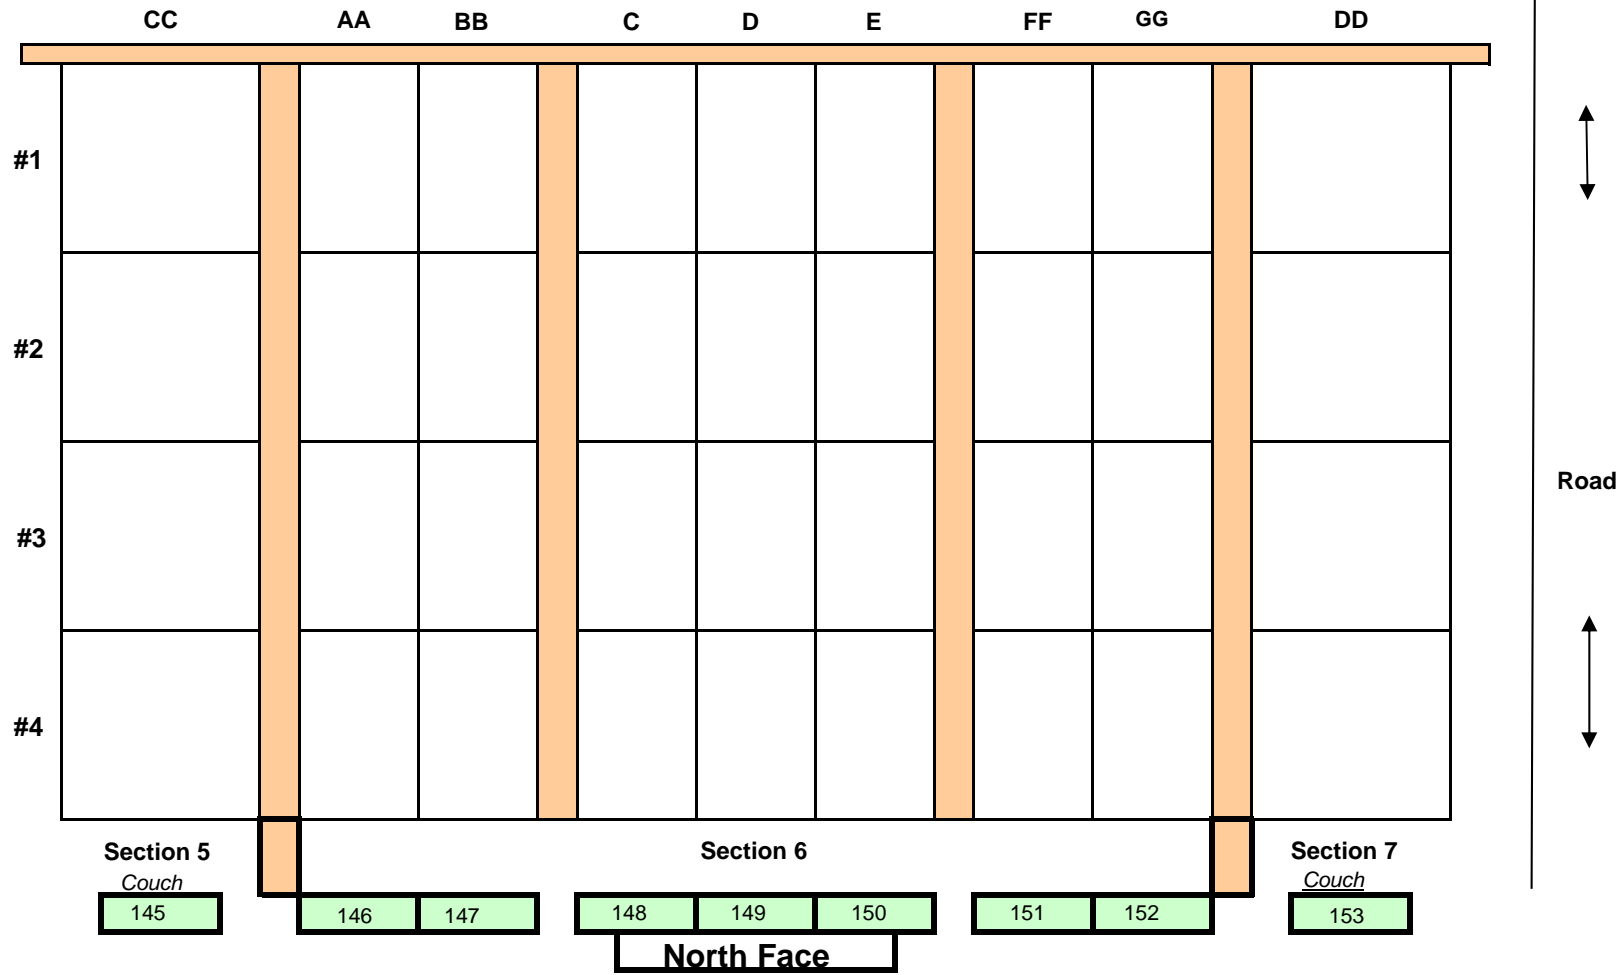 CC AA BB C D E FF GG DD
#1
#2
Road
#3
#4
Section 5 Section 6 Section 7
Couch Couch
145 146 147 148 149 150 151 152 153
North Face